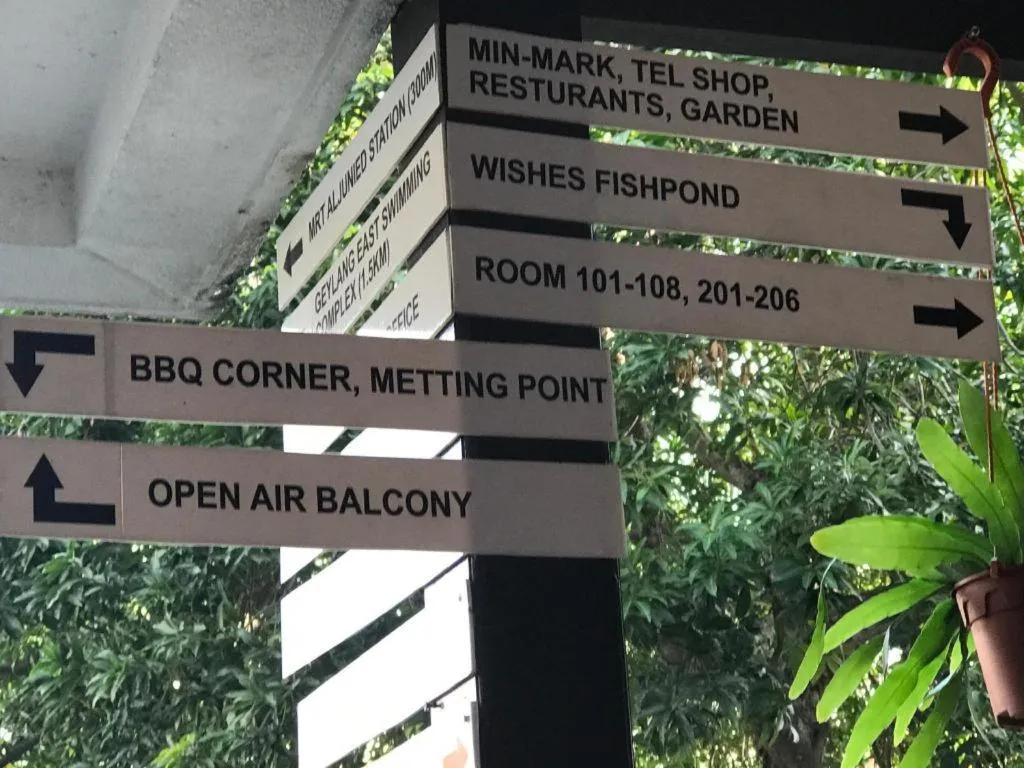 MIN-MARK, TEL SHOP,
RESTURANTS, GARDEN
WISHES FISHPOND
ROOM 101-108, 201-206
MRT ALJUNIED STATION (300M)
GEYLANG EAST SWIMMING
COMPLEX (1.5KM)
BBQ CORNER, METTING POINT
OPEN AIR BALCONY